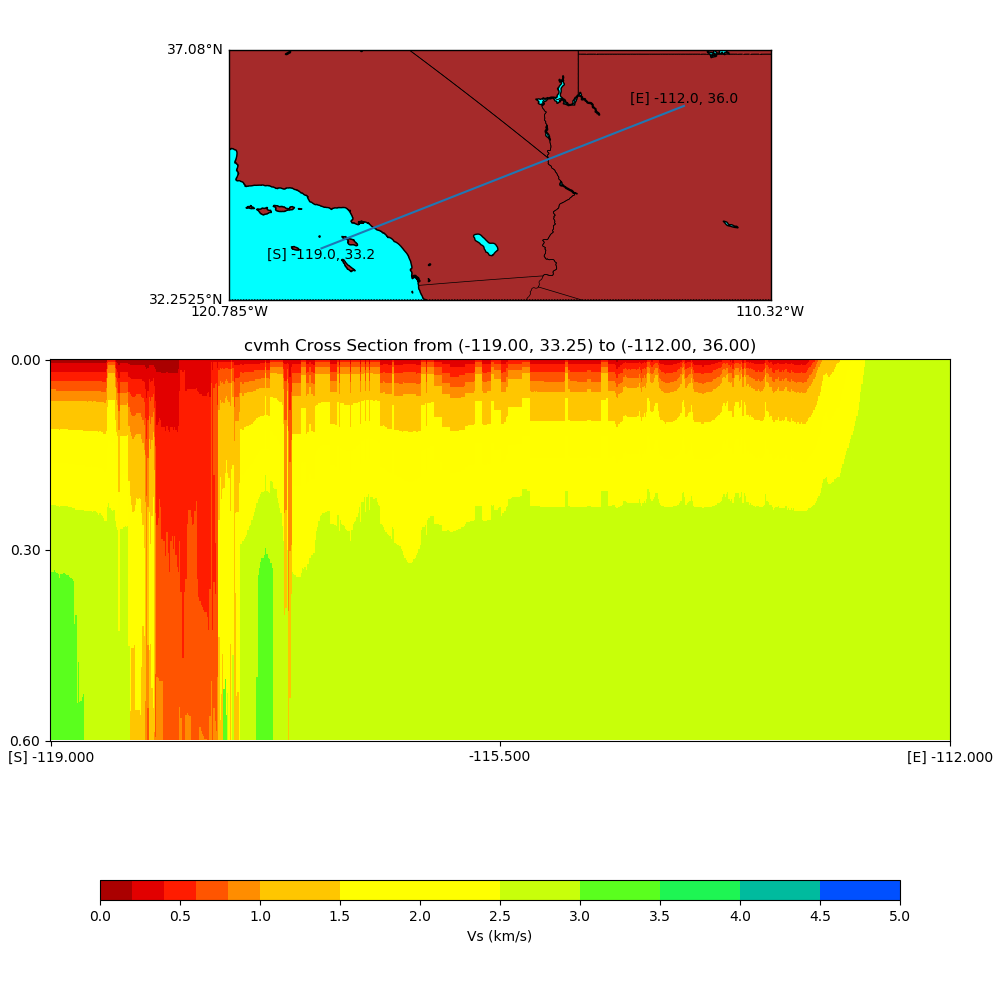 37.08°N
[E] -112.0, 36.0
[S] -119.0, 33.2
32.2525°N
120.785°W 110.32°W
cvmh Cross Section from (-119.00, 33.25) to (-112.00, 36.00)
0.00
0.30
0.60
[S] -119.000 -115.500 [E] -112.000
0.0 0.5 1.0 1.5 2.0 2.5 3.0 3.5 4.0 4.5 5.0
Vs (km/s)